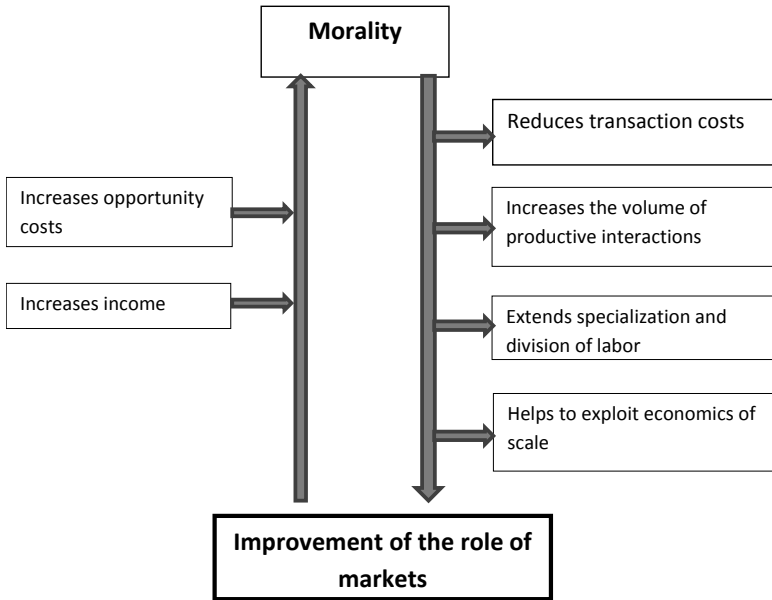 Morality
Reduces transaction costs
Increases opportunity
costs
Increases the volume of
productive interactions
Increases income
Extends specialization and
division of labor
Helps to exploit economics of
scale
Improvement of the role of
markets